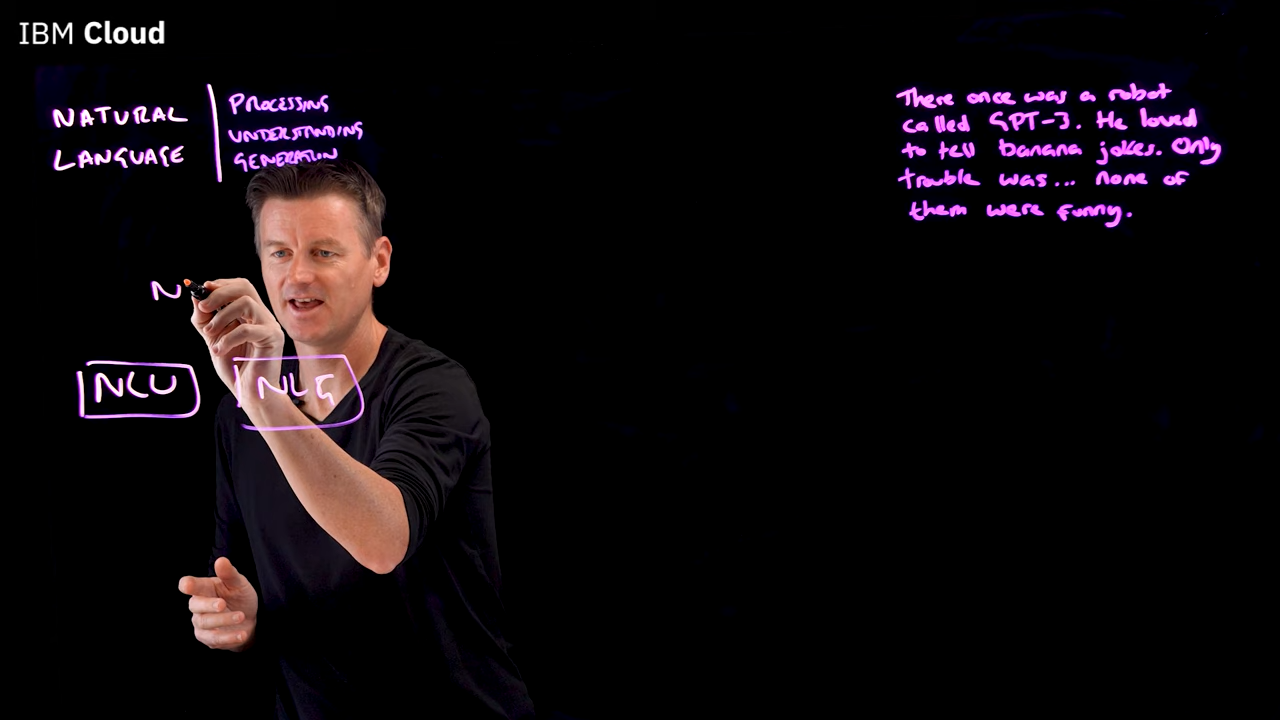 IBM Cloud
NATURAL
LANGUAGE
PROCESSING
UNDERSTANDING
GENERATION
There once was a robot
called GPT-3. He loved
to tell banana jokes. Only
trouble was... none of
them were funny.
N
NLU
NLG